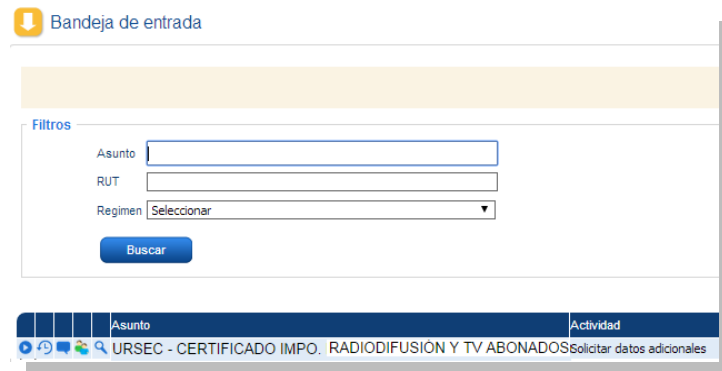 Bandeja de entrada
Filtros
Asunto
RUT
Regimen Seleccionar
Buscar
Asunto Actividad
URSEC - CERTIFICADO IMPO. RADIODIFUSIÓN Y TV ABONADOS Solicitar datos adicionales